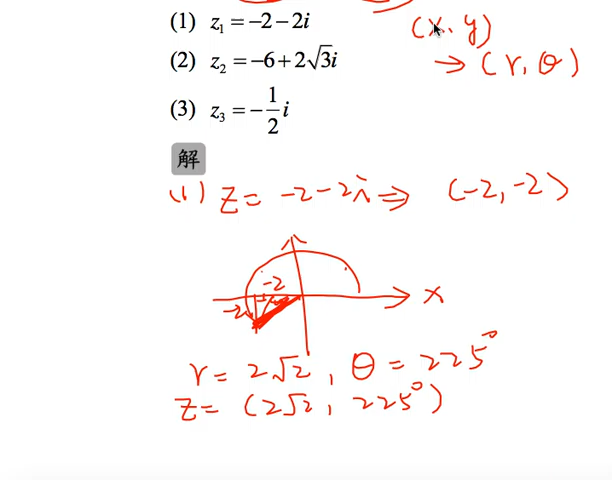 (1) z₁ = −2 − 2i
(x, y)
(2) z₂ = −6 + 2√3i
→ (r, θ)
(3) z₃ = −1/2 i
解
(1) z = −2 − 2i ⇒ (−2, −2)
−2
−2
x
r = 2√2, θ = 225°
z = (2√2, 225°)